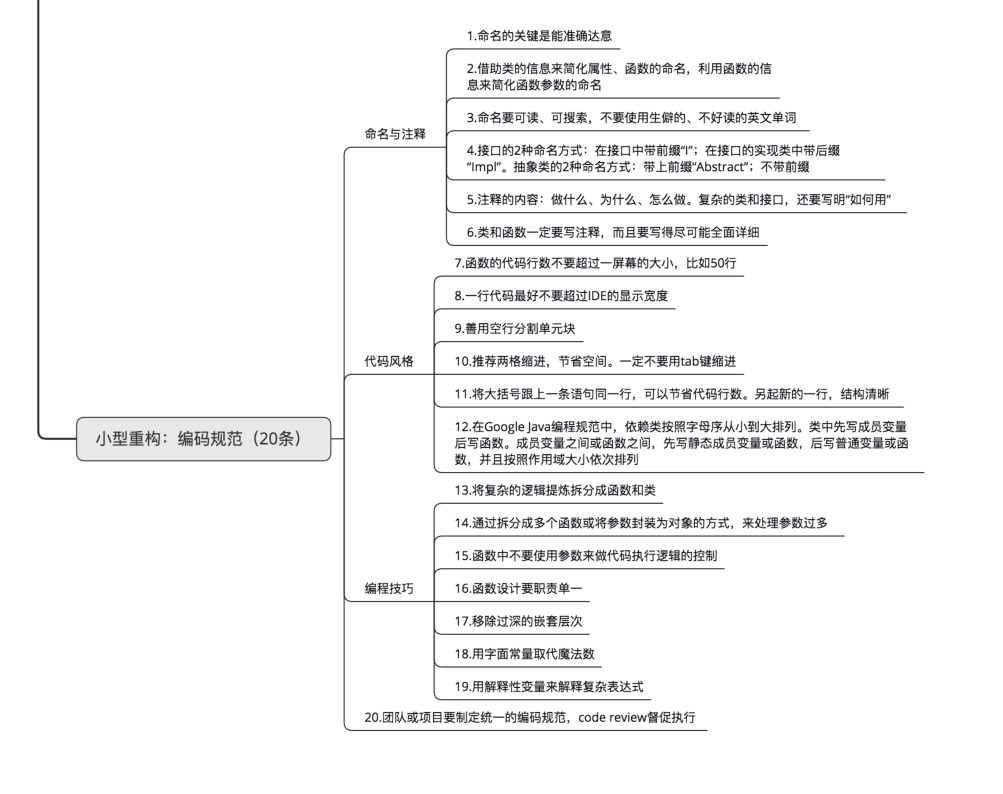 小型重构：编码规范（20条）
命名与注释
1.命名的关键是能准确达意
2.借助类的信息来简化属性、函数的命名，利用函数的信
息来简化函数参数的命名
3.命名要可读、可搜索，不要使用生僻的、不好读的英文单词
4.接口的2种命名方式：在接口中带前缀“I”；在接口的实现类中带后缀
“Impl”。抽象类的2种命名方式：带上前缀“Abstract”；不带前缀
5.注释的内容：做什么、为什么、怎么做。复杂的类和接口，还要写明“如何用”
6.类和函数一定要写注释，而且要写得尽可能全面详细
代码风格
7.函数的代码行数不要超过一屏幕的大小，比如50行
8.一行代码最好不要超过IDE的显示宽度
9.善用空行分割单元块
10.推荐两格缩进，节省空间。一定不要用tab键缩进
11.将大括号跟上一条语句同一行，可以节省代码行数。另起新的一行，结构清晰
12.在Google Java编程规范中，依赖类按照字母序从小到大排列。类中先写成员变量
后写函数。成员变量之间或函数之间，先写静态成员变量或函数，后写普通变量或函
数，并且按照作用域大小依次排列
编程技巧
13.将复杂的逻辑提炼拆分成函数和类
14.通过拆分成多个函数或将参数封装为对象的方式，来处理参数过多
15.函数中不要使用参数来做代码执行逻辑的控制
16.函数设计要职责单一
17.移除过深的嵌套层次
18.用字面常量取代魔法数
19.用解释性变量来解释复杂表达式
20.团队或项目要制定统一的编码规范，code review督促执行